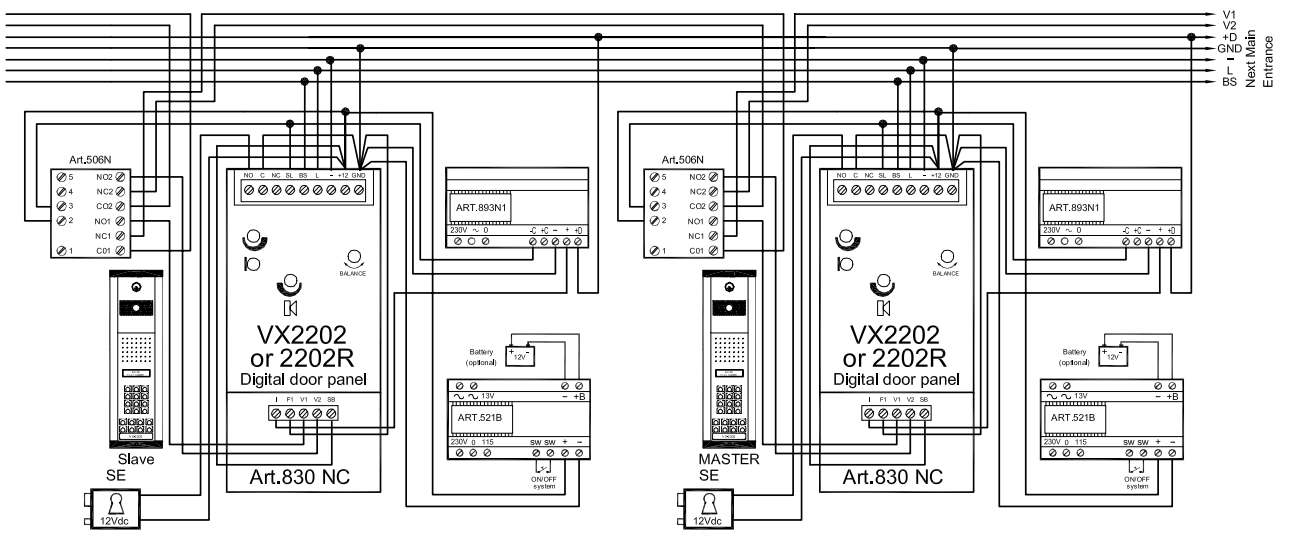 V1
V2
+D
GND
–
L
BS
Next Main
Entrance
Art.506N
5
4
3
2
1
NO2
NC2
CO2
NO1
NC1
C01
NO C NC SL BS L – +12 GND
BALANCE
VX2202
or 2202R
Digital door panel
I F1 V1 V2 SB
Art.830 NC
ART.893N1
230V ~ 0
-C +C – + +D
Battery
(optional)
+ –
12V
13V
– +B
ART.521B
230V 0 115
SW SW + –
ON/OFF
system
Slave
SE
12Vdc
Art.506N
5
4
3
2
1
NO2
NC2
CO2
NO1
NC1
C01
NO C NC SL BS L – +12 GND
BALANCE
VX2202
or 2202R
Digital door panel
I F1 V1 V2 SB
Art.830 NC
ART.893N1
230V ~ 0
-C +C – + +D
Battery
(optional)
+ –
12V
13V
– +B
ART.521B
230V 0 115
SW SW + –
ON/OFF
system
MASTER
SE
12Vdc